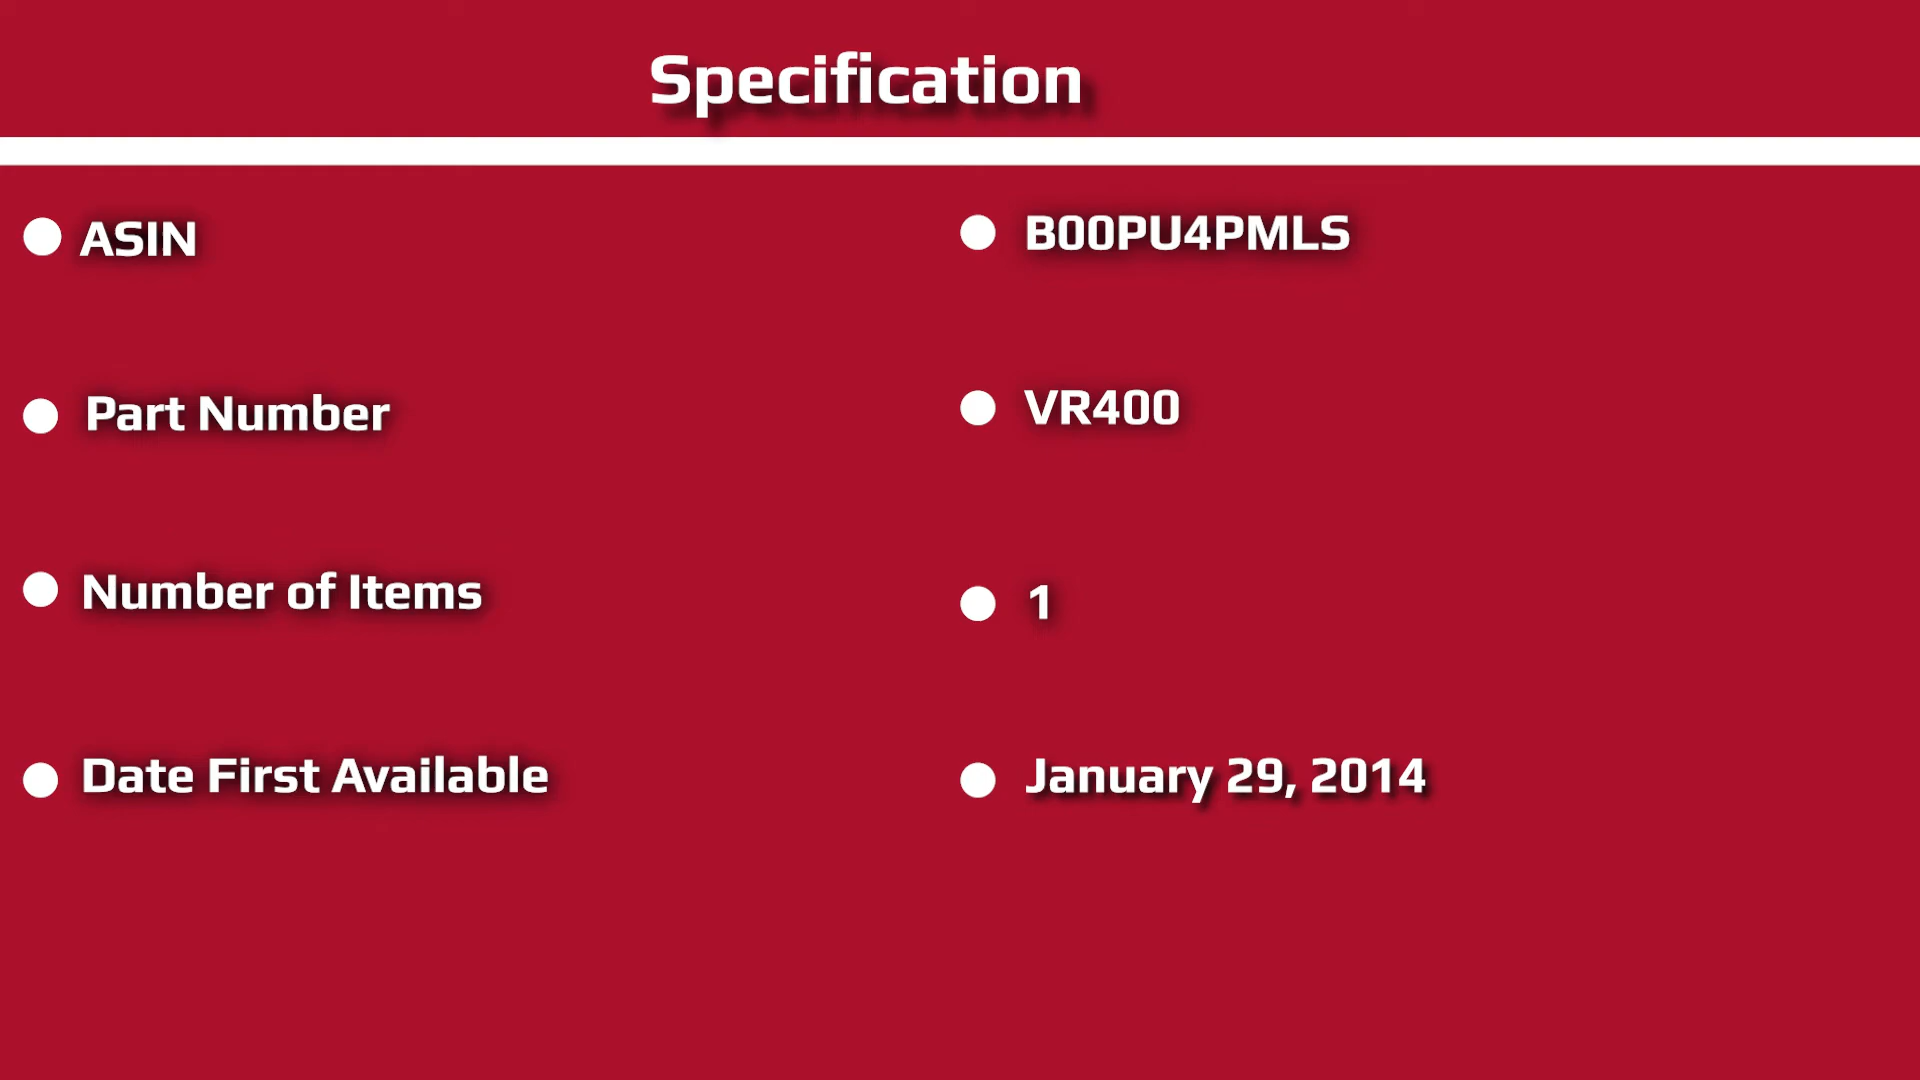 Specification
ASIN
B00PU4PMLS
Part Number
VR400
Number of Items
1
Date First Available
January 29, 2014